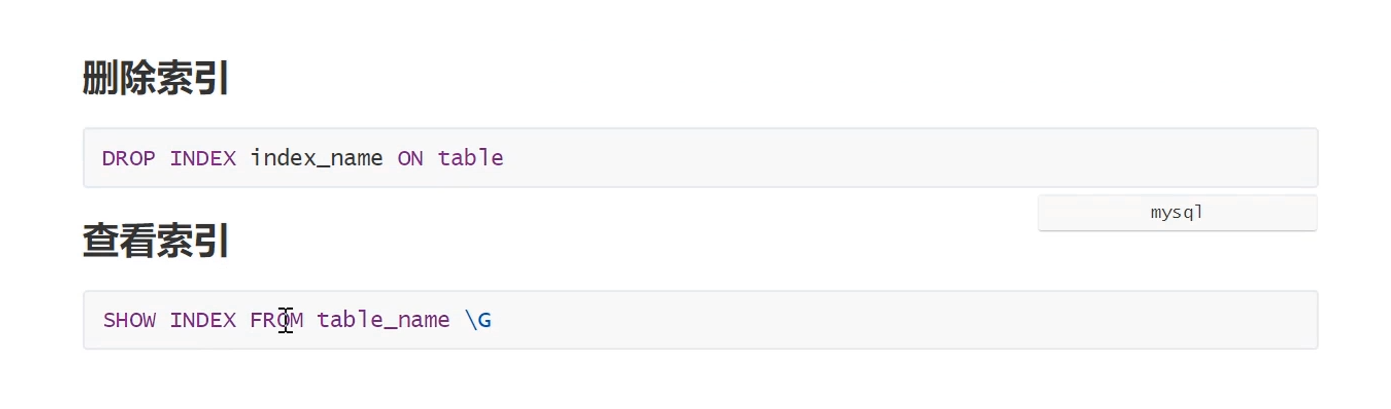 删除索引
DROP INDEX index_name ON table
mysql
查看索引
SHOW INDEX FROM table_name \G